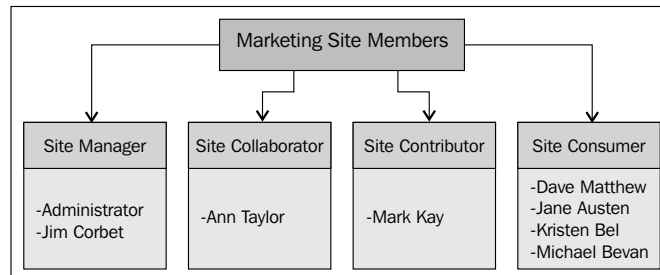 Marketing Site Members
Site Manager
-Administrator
-Jim Corbet
Site Collaborator
-Ann Taylor
Site Contributor
-Mark Kay
Site Consumer
-Dave Matthew
-Jane Austen
-Kristen Bel
-Michael Bevan